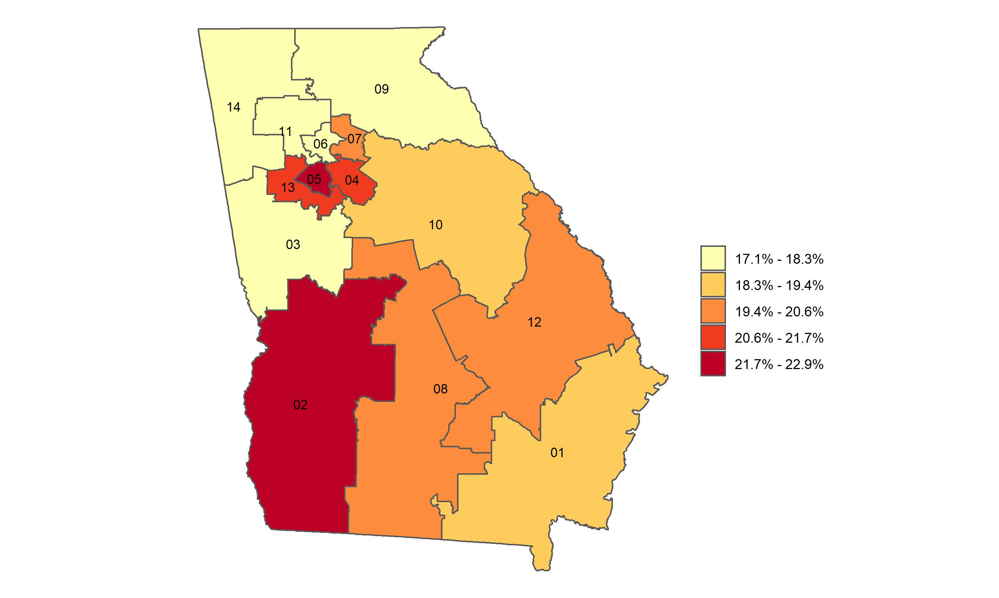 09
14
11
07
06
05
04
13
10
03
12
08
02
01
17.1% - 18.3%
18.3% - 19.4%
19.4% - 20.6%
20.6% - 21.7%
21.7% - 22.9%